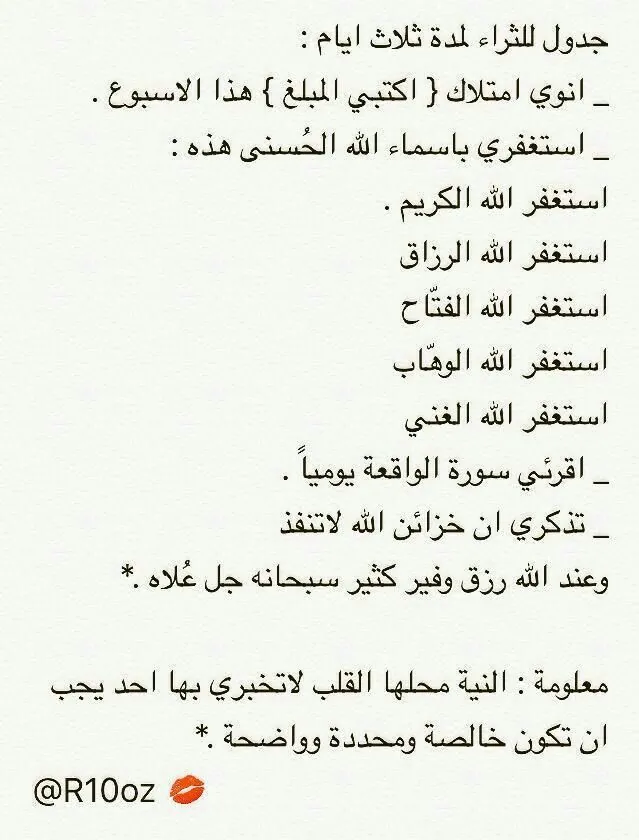 جدول للثراء لمدة ثلاث ايام :
_ انوي امتلاك { اكتبي المبلغ } هذا الاسبوع .
_ استغفري باسماء الله الحُسنى هذه :
استغفر الله الكريم .
استغفر الله الرزاق
استغفر الله الفتّاح
استغفر الله الوهّاب
استغفر الله الغني
_ اقرئي سورة الواقعة يومياً .
_ تذكري ان خزائن الله لاتنفذ
وعند الله رزق وفير كثير سبحانه جل عُلاه .*
معلومة : النية محلها القلب لاتخبري بها احد يجب
ان تكون خالصة ومحددة وواضحة .*
@R10oz 💋